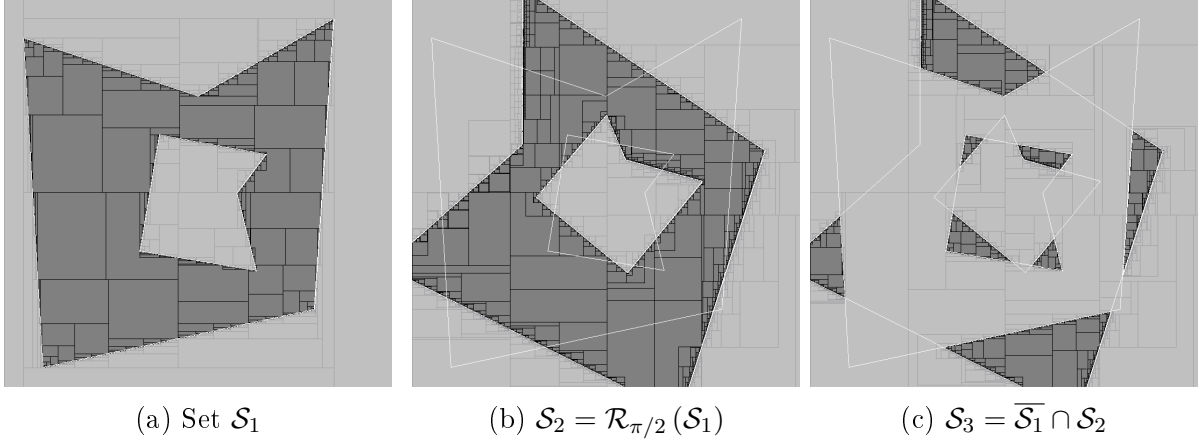 (a) Set 𝒮₁
(b) 𝒮₂ = ℛ_{π/2} (𝒮₁)
(c) 𝒮₃ = \overline{𝒮₁} ∩ 𝒮₂